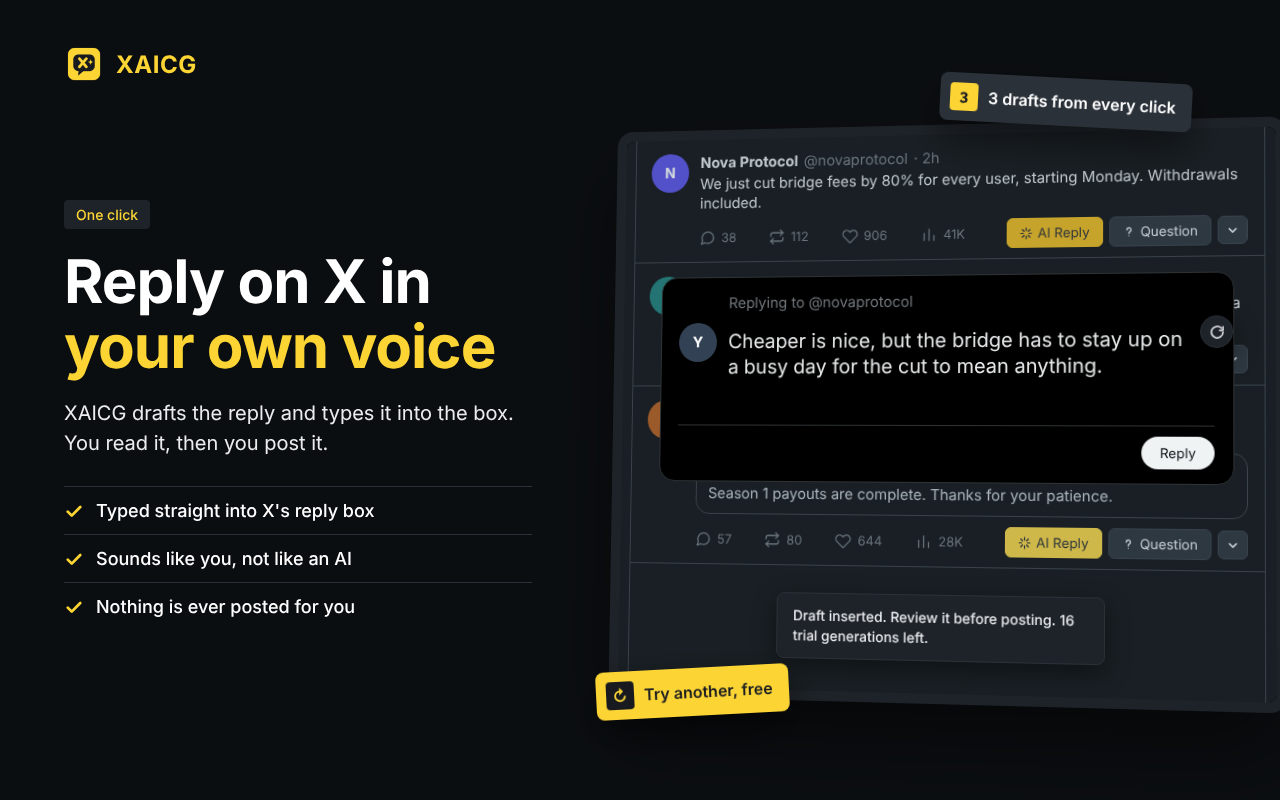 XAICG
One click
Reply on X in
your own voice
XAICG drafts the reply and types it into the box.
You read it, then you post it.
Typed straight into X's reply box
Sounds like you, not like an AI
Nothing is ever posted for you
3 3 drafts from every click
N Nova Protocol @novaprotocol · 2h
We just cut bridge fees by 80% for every user, starting Monday. Withdrawals
included.
38 112 906 41K AI Reply ? Question
a
Replying to @novaprotocol
Y Cheaper is nice, but the bridge has to stay up on
a busy day for the cut to mean anything.
Reply
Season 1 payouts are complete. Thanks for your patience.
57 80 644 28K AI Reply ? Question
Draft inserted. Review it before posting. 16
trial generations left.
Try another, free